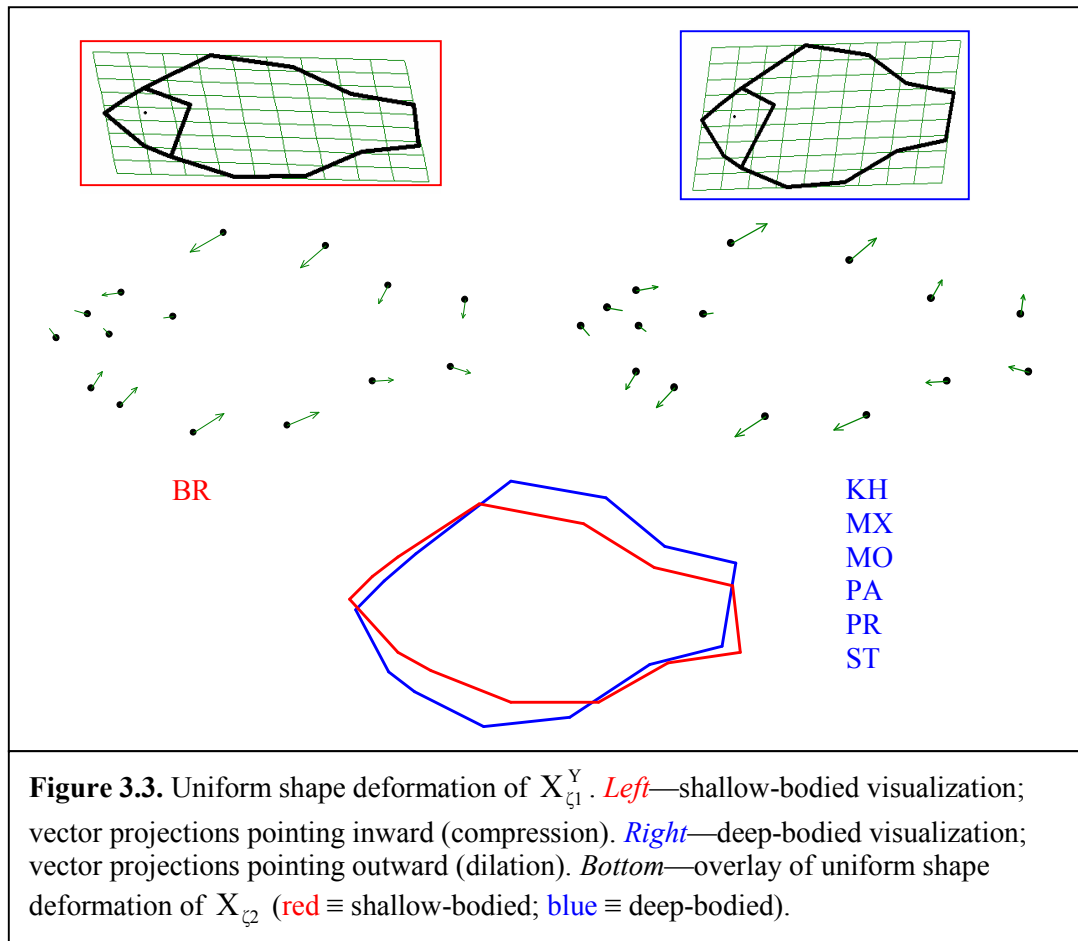 BR
KH
MX
MO
PA
PR
ST
Figure 3.3. Uniform shape deformation of X^Y_ζ1. Left—shallow-bodied visualization;
vector projections pointing inward (compression). Right—deep-bodied visualization;
vector projections pointing outward (dilation). Bottom—overlay of uniform shape
deformation of X_ζ2 (red ≡ shallow-bodied; blue ≡ deep-bodied).